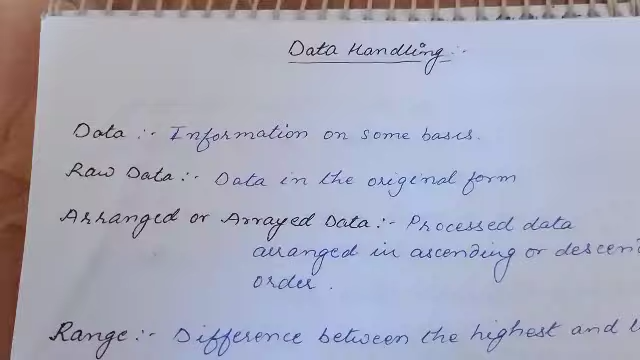 Data Handling :-
Data :- Information on some basis.
Raw Data :- Data in the original form
Arranged or Arrayed Data :- Processed data
arranged in ascending or
order.
Range :- Difference between the highest and